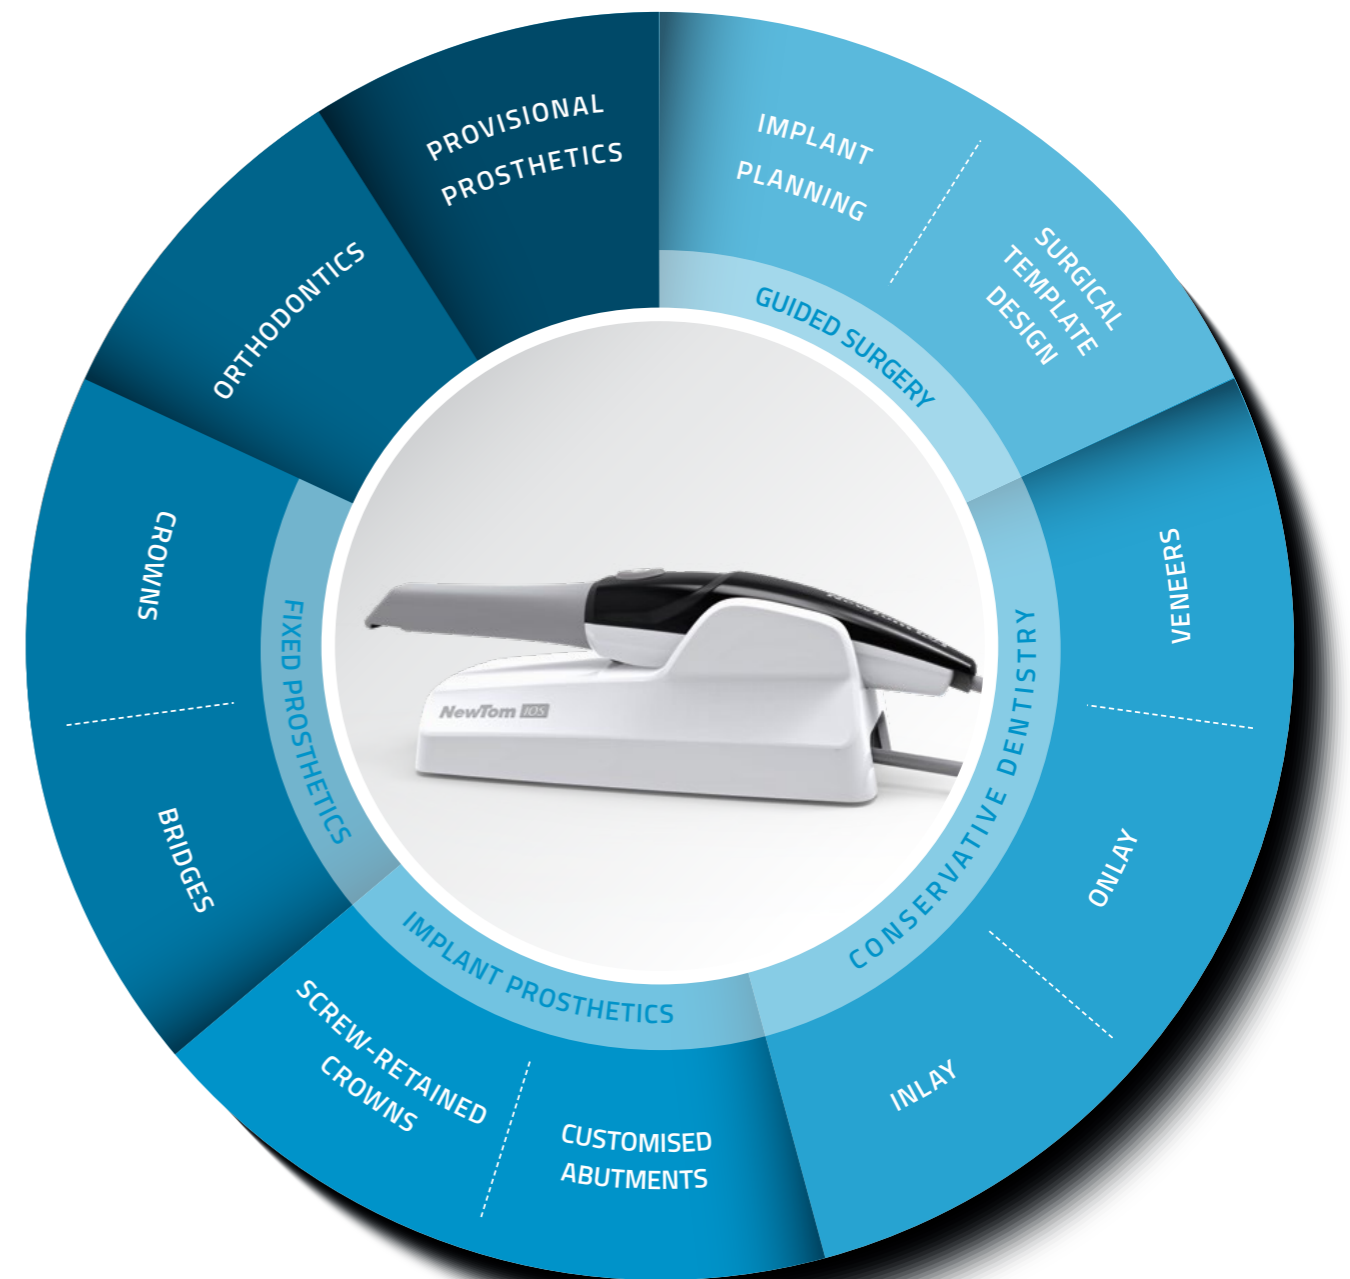 PROVISIONAL
PROSTHETICS
IMPLANT
PLANNING
SURGICAL
TEMPLATE
DESIGN
GUIDED SURGERY
VENEERS
ONLAY
INLAY
CONSERVATIVE DENTISTRY
CUSTOMISED
ABUTMENTS
SCREW-RETAINED
CROWNS
IMPLANT PROSTHETICS
BRIDGES
CROWNS
FIXED PROSTHETICS
ORTHODONTICS
NewTom IOS